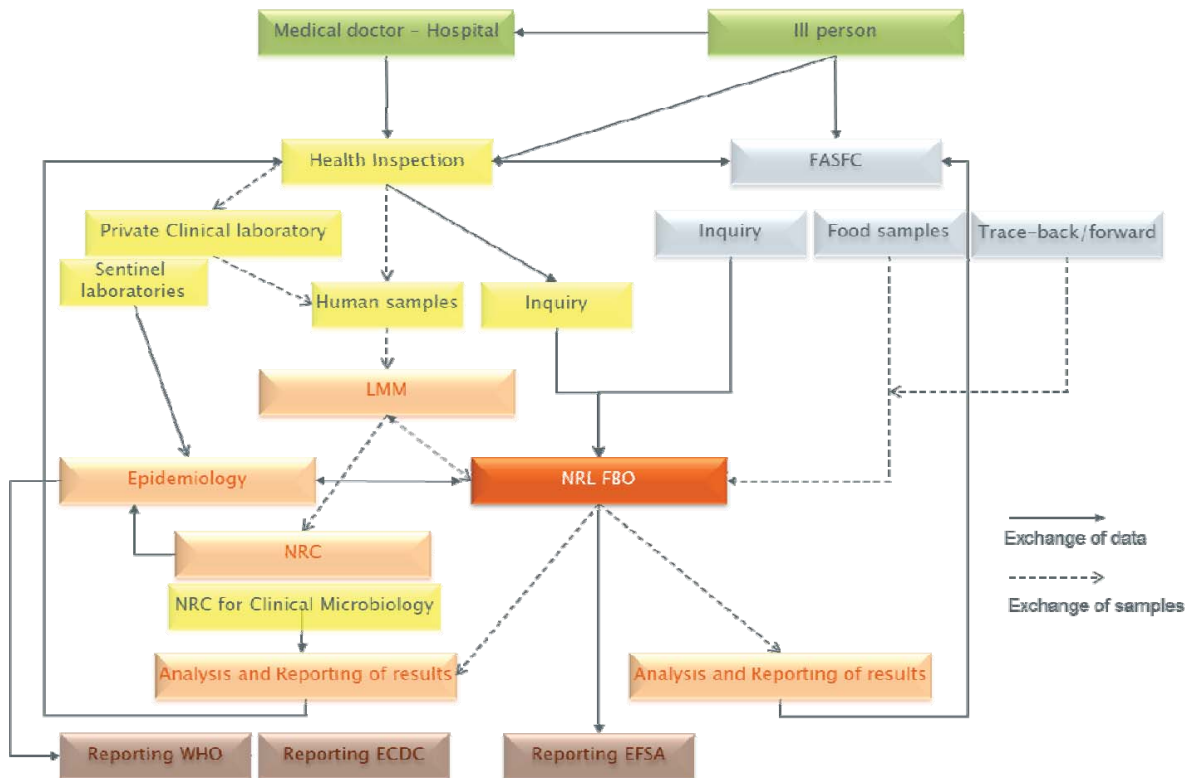 Medical doctor – Hospital
Ill person
Health Inspection
FASFC
Private Clinical laboratory
Inquiry
Food samples
Trace-back/forward
Sentinel
laboratories
Human samples
Inquiry
LMM
Epidemiology
NRL FBO
NRC
Exchange of data
NRC for Clinical Microbiology
Exchange of samples
Analysis and Reporting of results
Analysis and Reporting of results
Reporting WHO
Reporting ECDC
Reporting EFSA